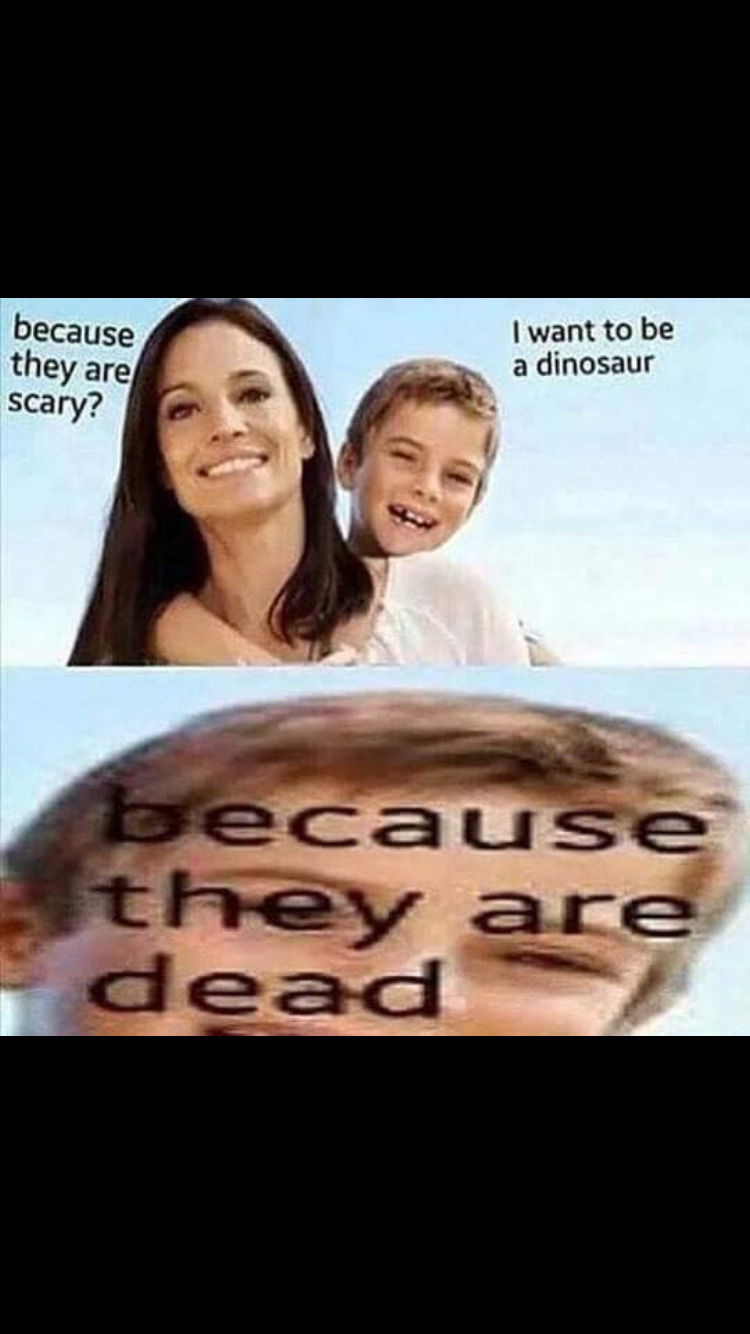 I want to be
a dinosaur
because
they are
scary?
because
they are
dead